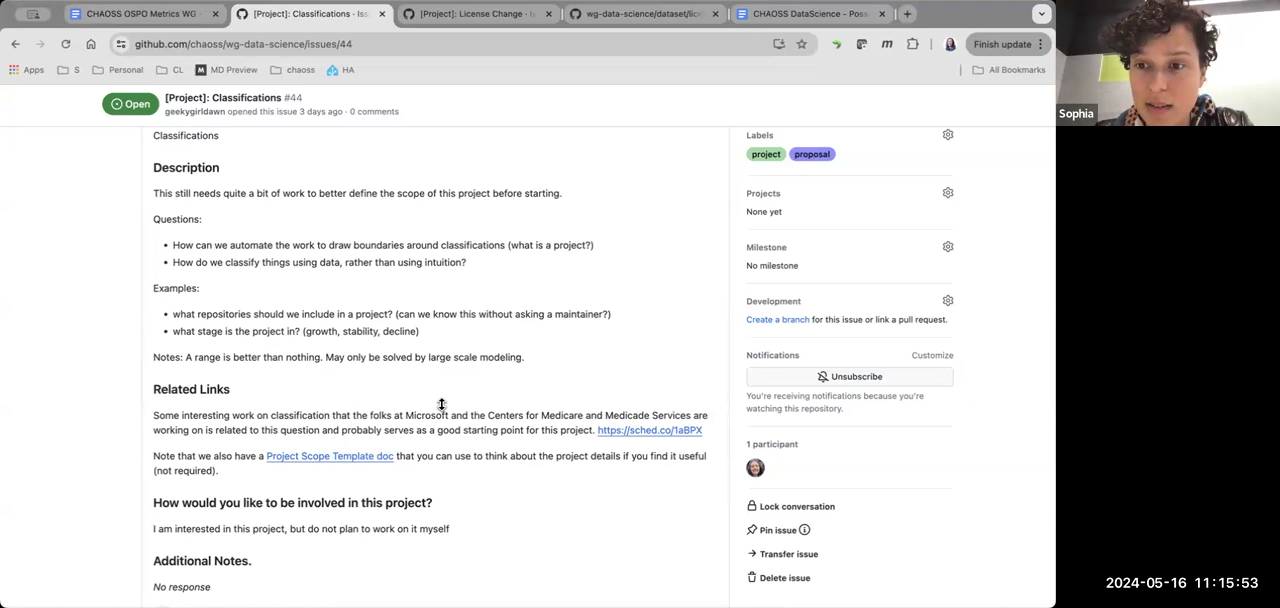 CHAOSS OSPO Metrics WG -
[Project]: Classifications · Iss
[Project]: License Change · Is
wg-data-science/dataset/lice
CHAOSS DataScience - Poss
github.com/chaoss/wg-data-science/issues/44
Finish update
Apps
S
Personal
CL
MD Preview
chaoss
HA
All Bookmarks
Open
[Project]: Classifications #44
geekygirldawn opened this issue 3 days ago · 0 comments
Classifications
Description
This still needs quite a bit of work to better define the scope of this project before starting.
Questions:
• How can we automate the work to draw boundaries around classifications (what is a project?)
• How do we classify things using data, rather than using intuition?
Examples:
• what repositories should we include in a project? (can we know this without asking a maintainer?)
• what stage is the project in? (growth, stability, decline)
Notes: A range is better than nothing. May only be solved by large scale modeling.
Related Links
Some interesting work on classification that the folks at Microsoft and the Centers for Medicare and Medicade Services are
working on is related to this question and probably serves as a good starting point for this project. https://sched.co/1aBPX
Note that we also have a Project Scope Template doc that you can use to think about the project details if you find it useful
(not required).
How would you like to be involved in this project?
I am interested in this project, but do not plan to work on it myself
Additional Notes.
No response
Labels
project proposal
Projects
None yet
Milestone
No milestone
Development
Create a branch for this issue or link a pull request.
Notifications
Customize
Unsubscribe
You're receiving notifications because you're
watching this repository.
1 participant
Lock conversation
Pin issue
Transfer issue
Delete issue
Sophia
2024-05-16 11:15:53